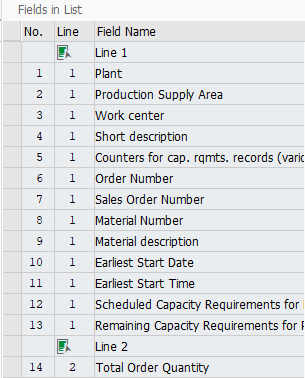 Fields in List
No. Line Field Name
Line 1
1 1 Plant
2 1 Production Supply Area
3 1 Work center
4 1 Short description
5 1 Counters for cap. rqmts. records (vario
6 1 Order Number
7 1 Sales Order Number
8 1 Material Number
9 1 Material description
10 1 Earliest Start Date
11 1 Earliest Start Time
12 1 Scheduled Capacity Requirements for
13 1 Remaining Capacity Requirements for
Line 2
14 2 Total Order Quantity